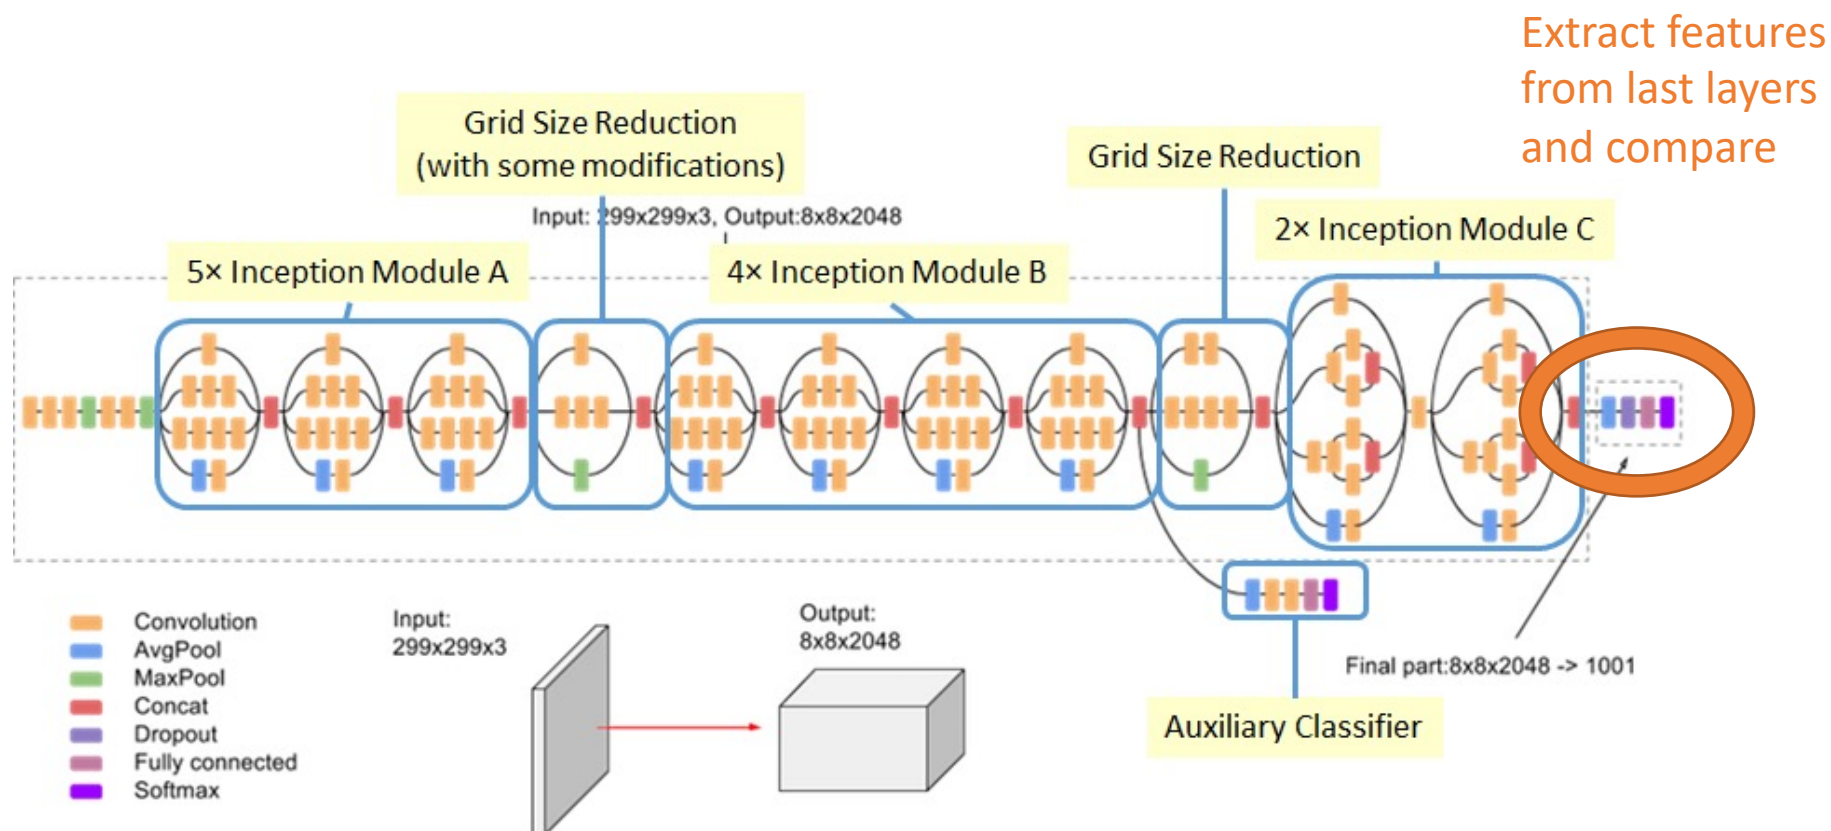 Extract features
from last layers
and compare
Grid Size Reduction
(with some modifications)
Grid Size Reduction
Input: 299x299x3, Output:8x8x2048
2× Inception Module C
5× Inception Module A
4× Inception Module B
Convolution
AvgPool
MaxPool
Concat
Dropout
Fully connected
Softmax
Input:
299x299x3
Output:
8x8x2048
Final part:8x8x2048 -> 1001
Auxiliary Classifier